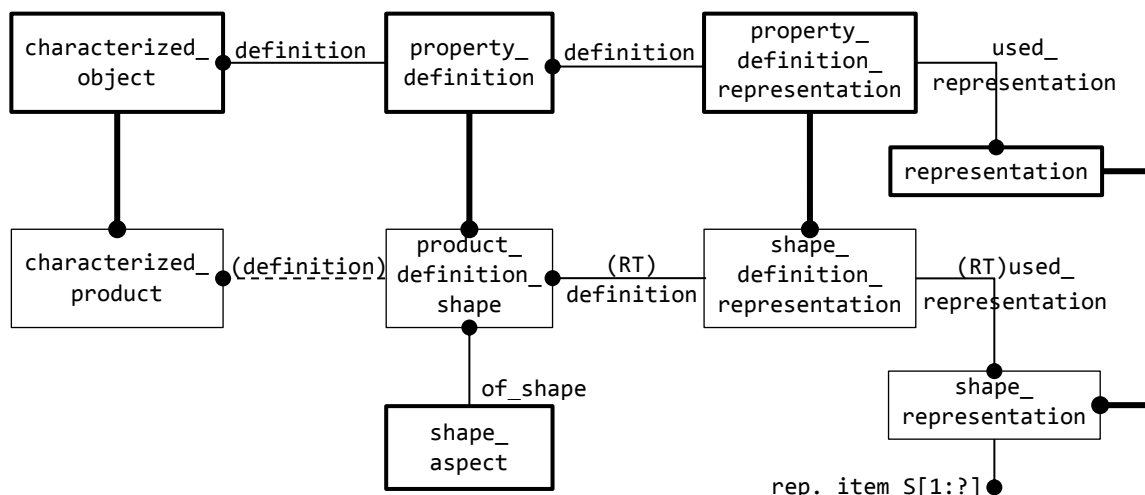 characterized_
object
definition
property_
definition
definition
property_
definition_
representation
used_
representation
representation
characterized_
product
(definition)
product_
definition_
shape
(RT)
definition
shape_
definition_
representation
(RT)used_
representation
of_shape
shape_
aspect
shape_
representation
rep. item S[1:?]